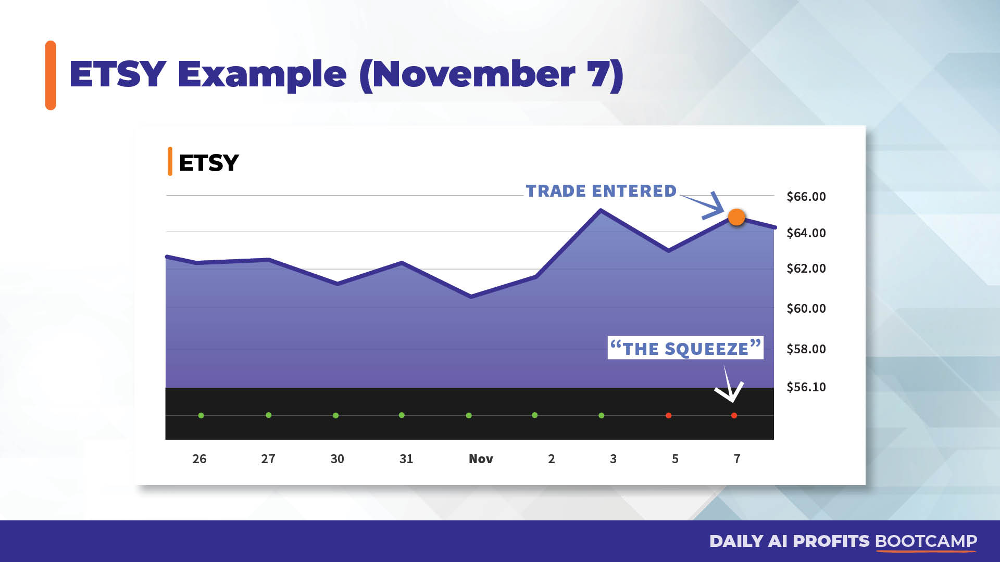 ETSY Example (November 7)
ETSY
TRADE ENTERED
$66.00
$64.00
$62.00
$60.00
“THE SQUEEZE”
$58.00
$56.10
26 27 30 31 Nov 2 3 5 7
DAILY AI PROFITS BOOTCAMP